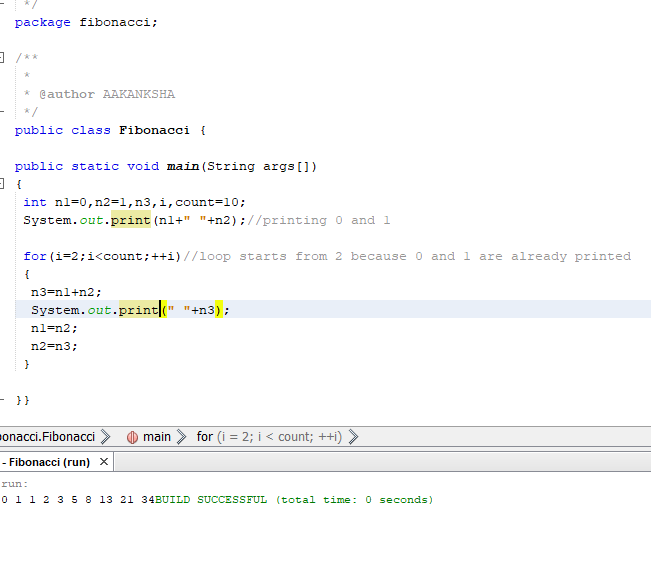 */
package fibonacci;
/**
*
* @author AAKANKSHA
*/
public class Fibonacci {
public static void main(String args[])
{
int n1=0,n2=1,n3,i,count=10;
System.out.print(n1+" "+n2);//printing 0 and 1
for(i=2;i<count;++i)//loop starts from 2 because 0 and 1 are already printed
{
n3=n1+n2;
System.out.print(" "+n3);
n1=n2;
n2=n3;
}
}}
onacci.Fibonacci main for (i = 2; i < count; ++i)
- Fibonacci (run) ×
run:
0 1 1 2 3 5 8 13 21 34BUILD SUCCESSFUL (total time: 0 seconds)